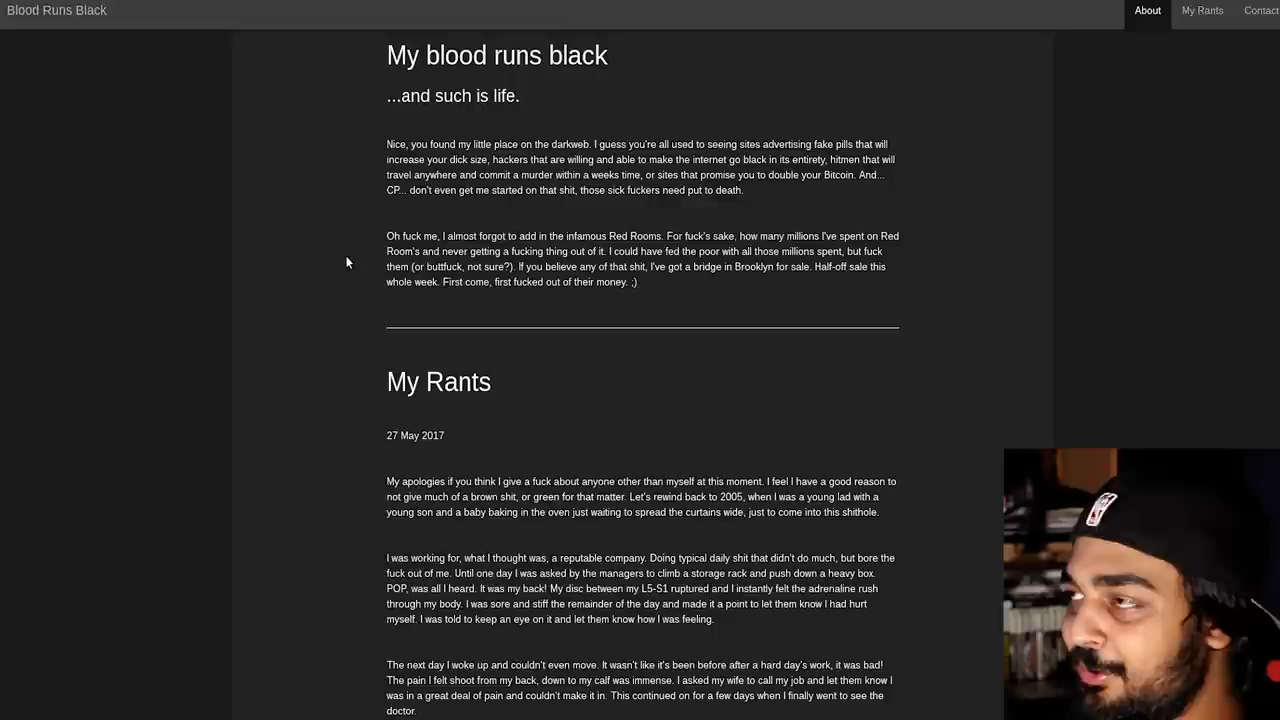 Blood Runs Black
About
My Rants
Contact
My blood runs black
...and such is life.
Nice, you found my little place on the darkweb. I guess you're all used to seeing sites advertising fake pills that will
increase your dick size, hackers that are willing and able to make the internet go black in its entirety, hitmen that will
travel anywhere and commit a murder within a weeks time, or sites that promise you to double your Bitcoin. And...
CP... don't even get me started on that shit, those sick fuckers need put to death.
Oh fuck me, I almost forgot to add in the infamous Red Rooms. For fuck's sake, how many millions I've spent on Red
Room's and never getting a fucking thing out of it. I could have fed the poor with all those millions spent, but fuck
them (or buttfuck, not sure?). If you believe any of that shit, I've got a bridge in Brooklyn for sale. Half-off sale this
whole week. First come, first fucked out of their money. ;)
My Rants
27 May 2017
My apologies if you think I give a fuck about anyone other than myself at this moment. I feel I have a good reason to
not give much of a brown shit, or green for that matter. Let's rewind back to 2005, when I was a young lad with a
young son and a baby baking in the oven just waiting to spread the curtains wide, just to come into this shithole.
I was working for, what I thought was, a reputable company. Doing typical daily shit that didn't do much, but bore the
fuck out of me. Until one day I was asked by the managers to climb a storage rack and push down a heavy box.
POP, was all I heard. It was my back! My disc between my L5-S1 ruptured and I instantly felt the adrenaline rush
through my body. I was sore and stiff the remainder of the day and made it a point to let them know I had hurt
myself. I was told to keep an eye on it and let them know how I was feeling.
The next day I woke up and couldn't even move. It wasn't like it's been before after a hard day's work, it was bad!
The pain I felt shoot from my back, down to my calf was immense. I asked my wife to call my job and let them know I
was in a great deal of pain and couldn't make it in. This continued on for a few days when I finally went to see the
doctor.